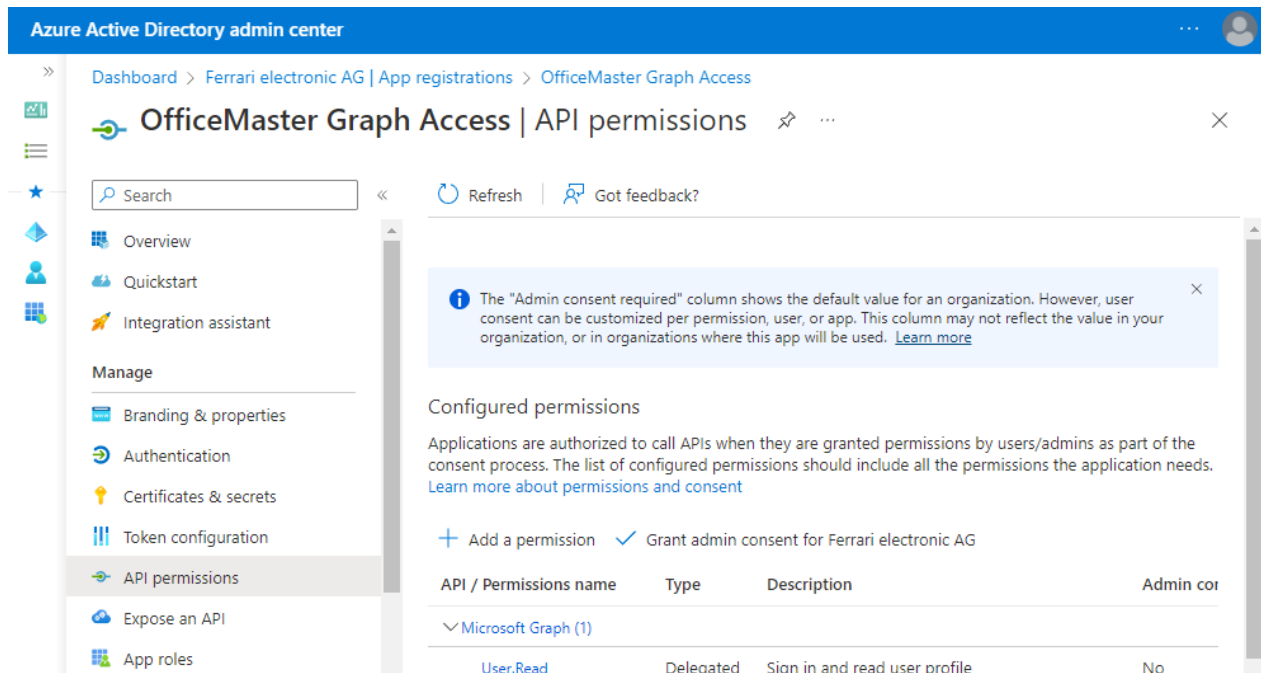 Azure Active Directory admin center
Dashboard > Ferrari electronic AG | App registrations > OfficeMaster Graph Access
OfficeMaster Graph Access | API permissions
Search
Overview
Quickstart
Integration assistant
Manage
Branding & properties
Authentication
Certificates & secrets
Token configuration
API permissions
Expose an API
App roles
Refresh
Got feedback?
The "Admin consent required" column shows the default value for an organization. However, user
consent can be customized per permission, user, or app. This column may not reflect the value in your
organization, or in organizations where this app will be used. Learn more
Configured permissions
Applications are authorized to call APIs when they are granted permissions by users/admins as part of the
consent process. The list of configured permissions should include all the permissions the application needs.
Learn more about permissions and consent
Add a permission Grant admin consent for Ferrari electronic AG
API / Permissions name Type Description Admin cor
Microsoft Graph (1)
User.Read Delegated Sign in and read user profile No